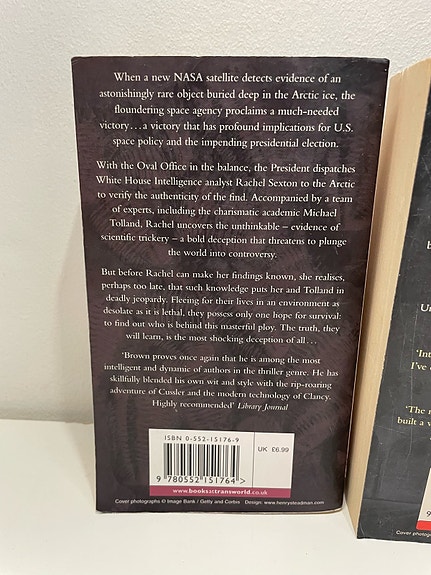 When a new NASA satellite detects evidence of an
astonishingly rare object buried deep in the Arctic ice, the
floundering space agency proclaims a much-needed
victory...a victory that has profound implications for U.S.
space policy and the impending presidential election.
With the Oval Office in the balance, the President dispatches
White House Intelligence analyst Rachel Sexton to the Arctic
to verify the authenticity of the find. Accompanied by a team
of experts, including the charismatic academic Michael
Tolland, Rachel uncovers the unthinkable – evidence of
scientific trickery – a bold deception that threatens to plunge
the world into controversy.
But before Rachel can make her findings known, she realises,
perhaps too late, that such knowledge puts her and Tolland in
deadly jeopardy. Fleeing for their lives in an environment as
desolate as it is lethal, they possess only one hope for survival:
to find out who is behind this masterful ploy. The truth, they
will learn, is the most shocking deception of all...
'Brown proves once again that he is among the most
intelligent and dynamic of authors in the thriller genre. He has
skilfully blended his own wit and style with the rip-roaring
adventure of Cussler and the modern technology of Clancy.
Highly recommended' Library Journal
ISBN 0-552-15176-9
UK £6.99
9 780552 151764 >
www.booksattransworld.co.uk
Cover photographs © Image Bank / Getty and Corbis Design: www.henrysteadman.com
'Int
I've
'The
built a
Cover photog